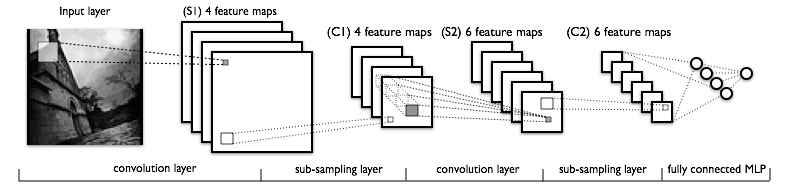 Input layer
(S1) 4 feature maps
(C1) 4 feature maps
(S2) 6 feature maps
(C2) 6 feature maps
convolution layer
sub-sampling layer
convolution layer
sub-sampling layer
fully connected MLP